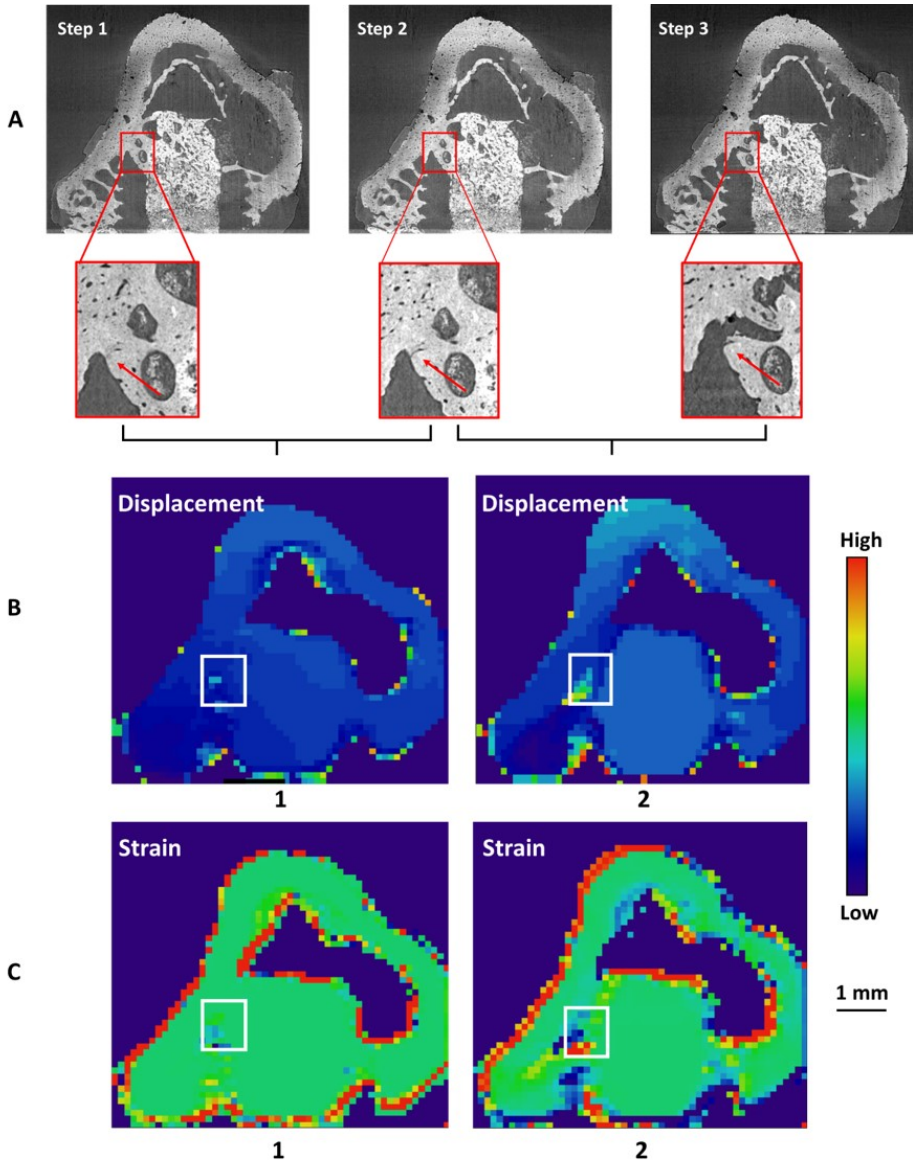 Step 1
Step 2
Step 3
A
Displacement
Displacement
High
B
1
2
Low
Strain
Strain
C
1 mm
1
2